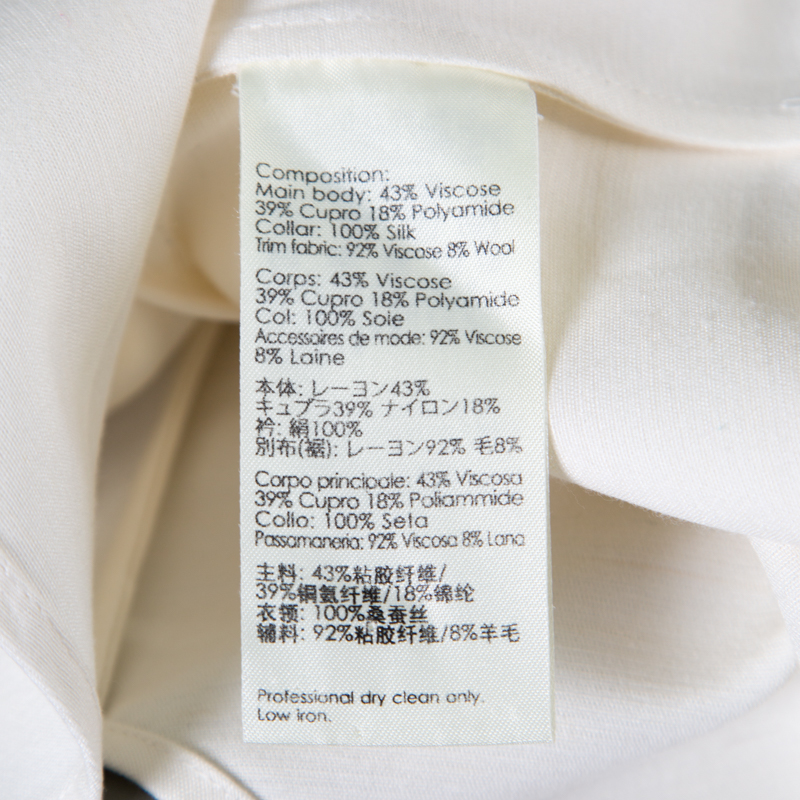 Composition:
Main body: 43% Viscose
39% Cupro 18% Polyamide
Collar: 100% Silk
Trim fabric: 92% Viscose 8% Wool
Corps: 43% Viscose
39% Cupro 18% Polyamide
Col: 100% Soie
Accessoires de mode: 92% Viscose
8% Laine
本体: レーヨン43%
キュプラ39% ナイロン18%
衿: 絹100%
別布(裾): レーヨン92% 毛8%
Corpo principale: 43% Viscosa
39% Cupro 18% Poliammide
Collo: 100% Seta
Passamaneria: 92% Viscosa 8% Lana
主料: 43%粘胶纤维/
39%铜氨纤维/18%锦纶
衣领: 100%桑蚕丝
辅料: 92%粘胶纤维/8%羊毛
Professional dry clean only.
Low iron.